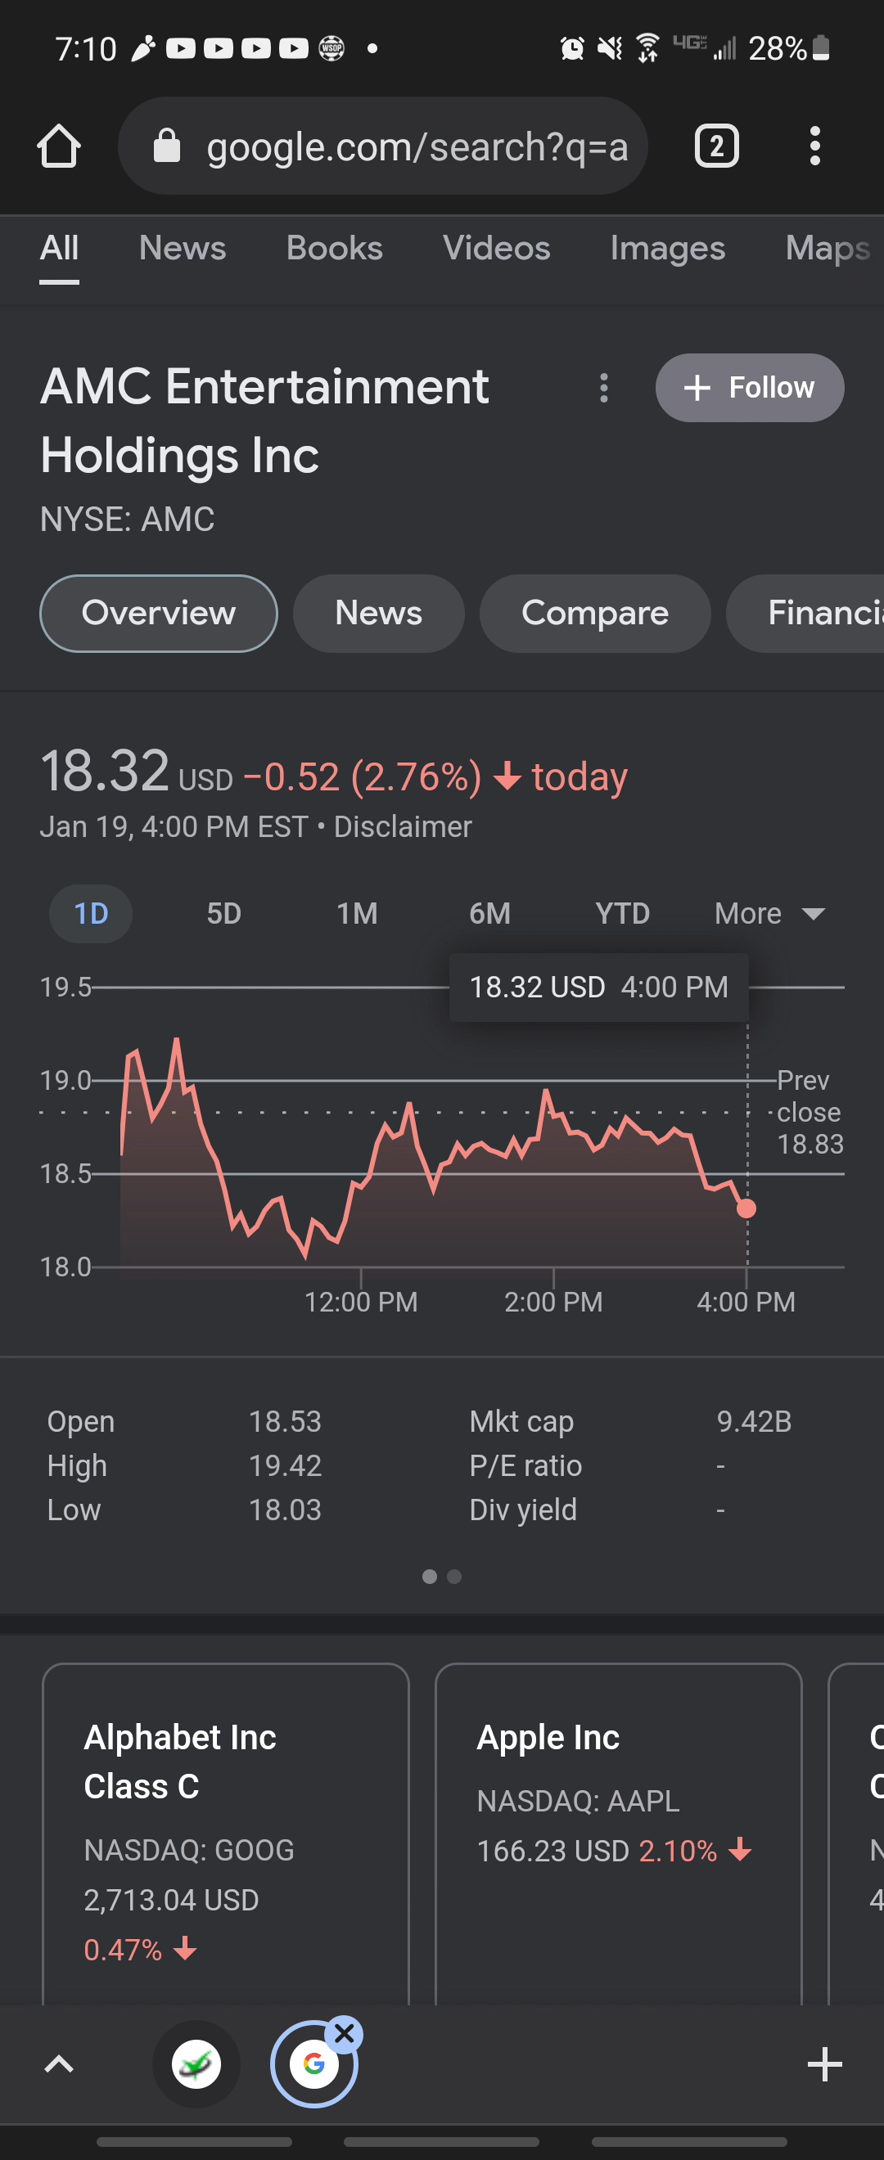 7:10 WSOP 4GE 28%
google.com/search?q=a 2
All News Books Videos Images Maps
AMC Entertainment
Holdings Inc
+ Follow
NYSE: AMC
Overview News Compare Financi
18.32 USD −0.52 (2.76%) ↓ today
Jan 19, 4:00 PM EST • Disclaimer
1D 5D 1M 6M YTD More
18.32 USD 4:00 PM
19.5
19.0
18.5
18.0
Prev
close
18.83
12:00 PM 2:00 PM 4:00 PM
Open 18.53 Mkt cap 9.42B
High 19.42 P/E ratio -
Low 18.03 Div yield -
Alphabet Inc
Class C
NASDAQ: GOOG
2,713.04 USD
0.47% ↓
Apple Inc
NASDAQ: AAPL
166.23 USD 2.10% ↓
4
G